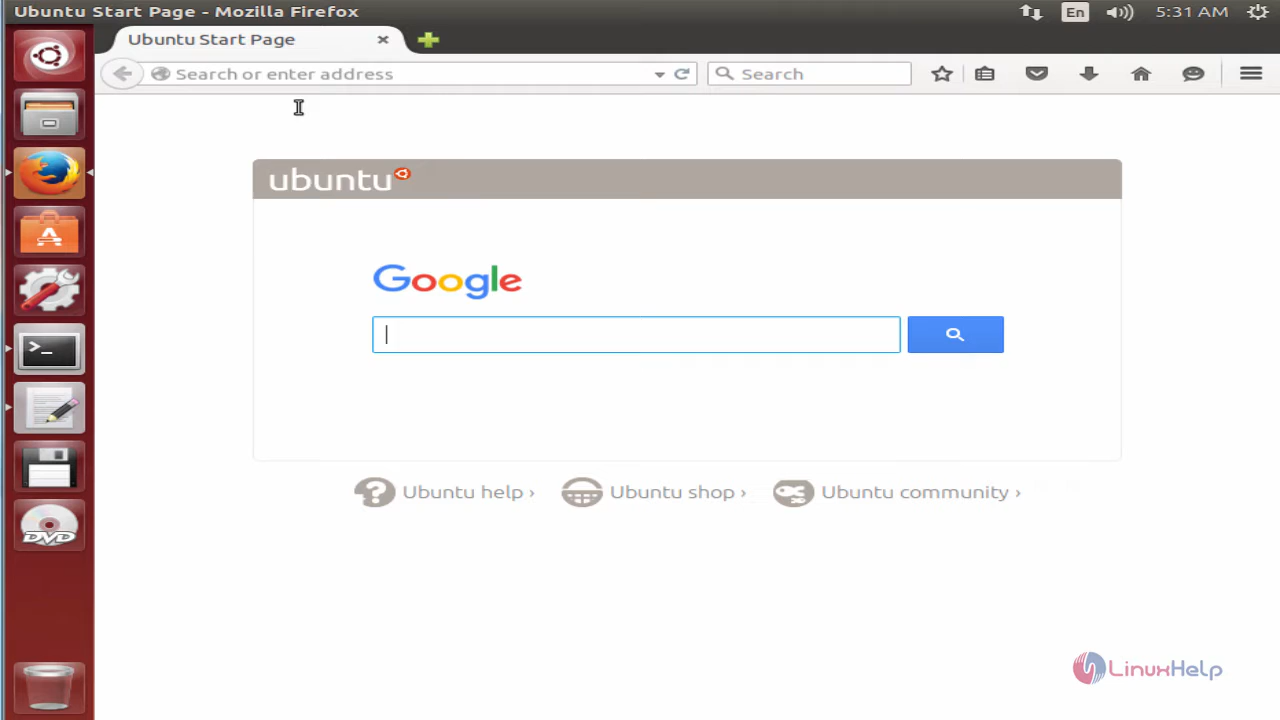 Ubuntu Start Page - Mozilla Firefox
En
5:31 AM
Ubuntu Start Page
Search or enter address
Search
ubuntu
Google
>_
Ubuntu help ›
Ubuntu shop ›
Ubuntu community ›
DVD
LinuxHelp